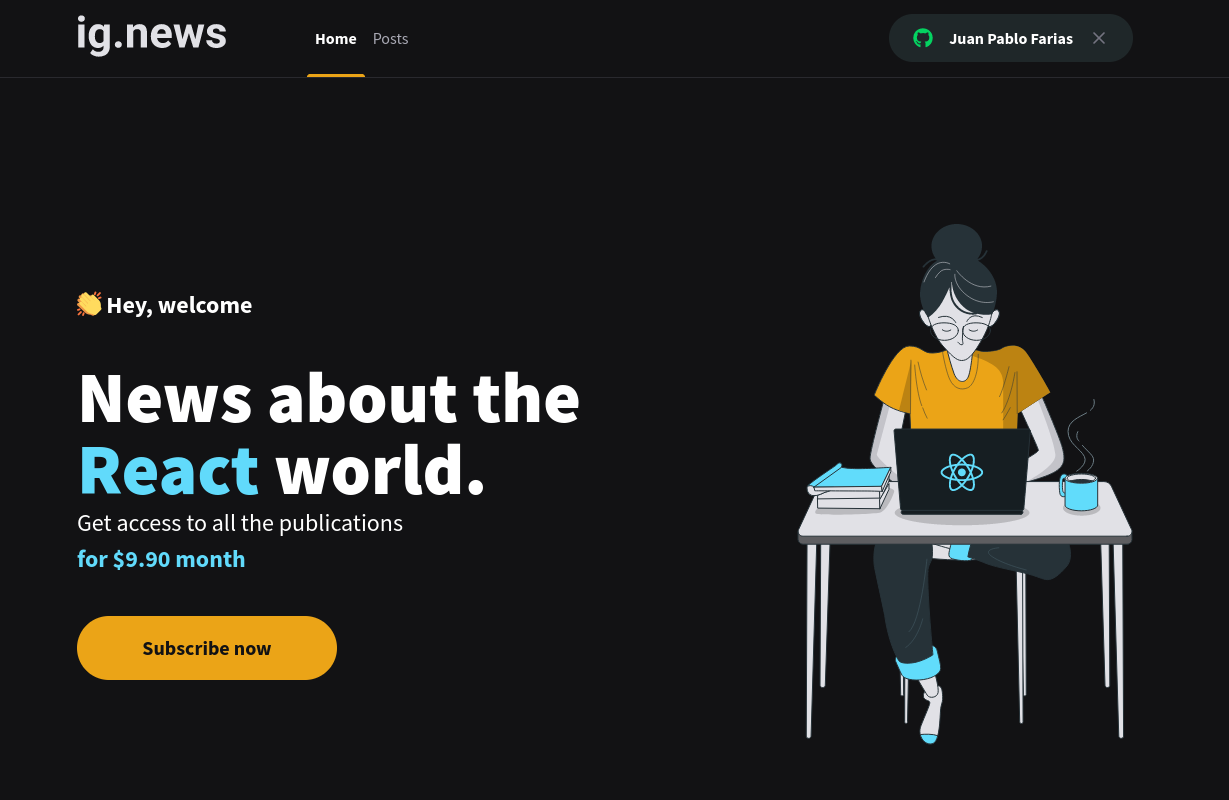 ig.news
Home
Posts
Juan Pablo Farias
👏 Hey, welcome
News about the
React world.
Get access to all the publications
for $9.90 month
Subscribe now